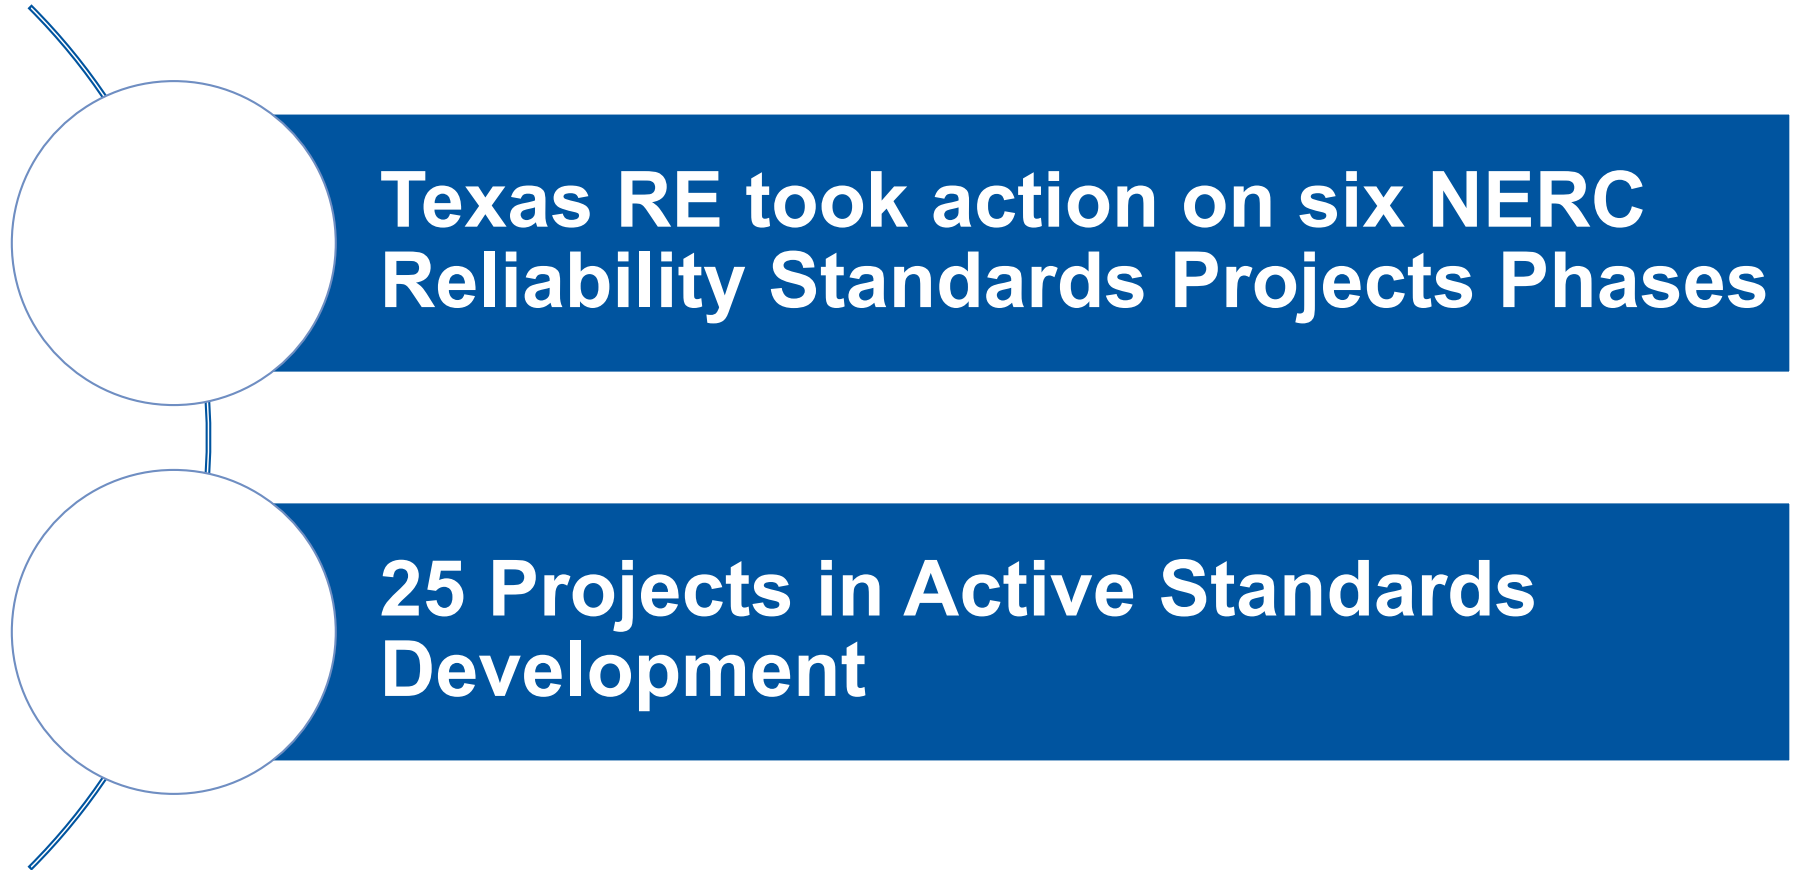 Texas RE took action on six NERC
Reliability Standards Projects Phases
25 Projects in Active Standards
Development